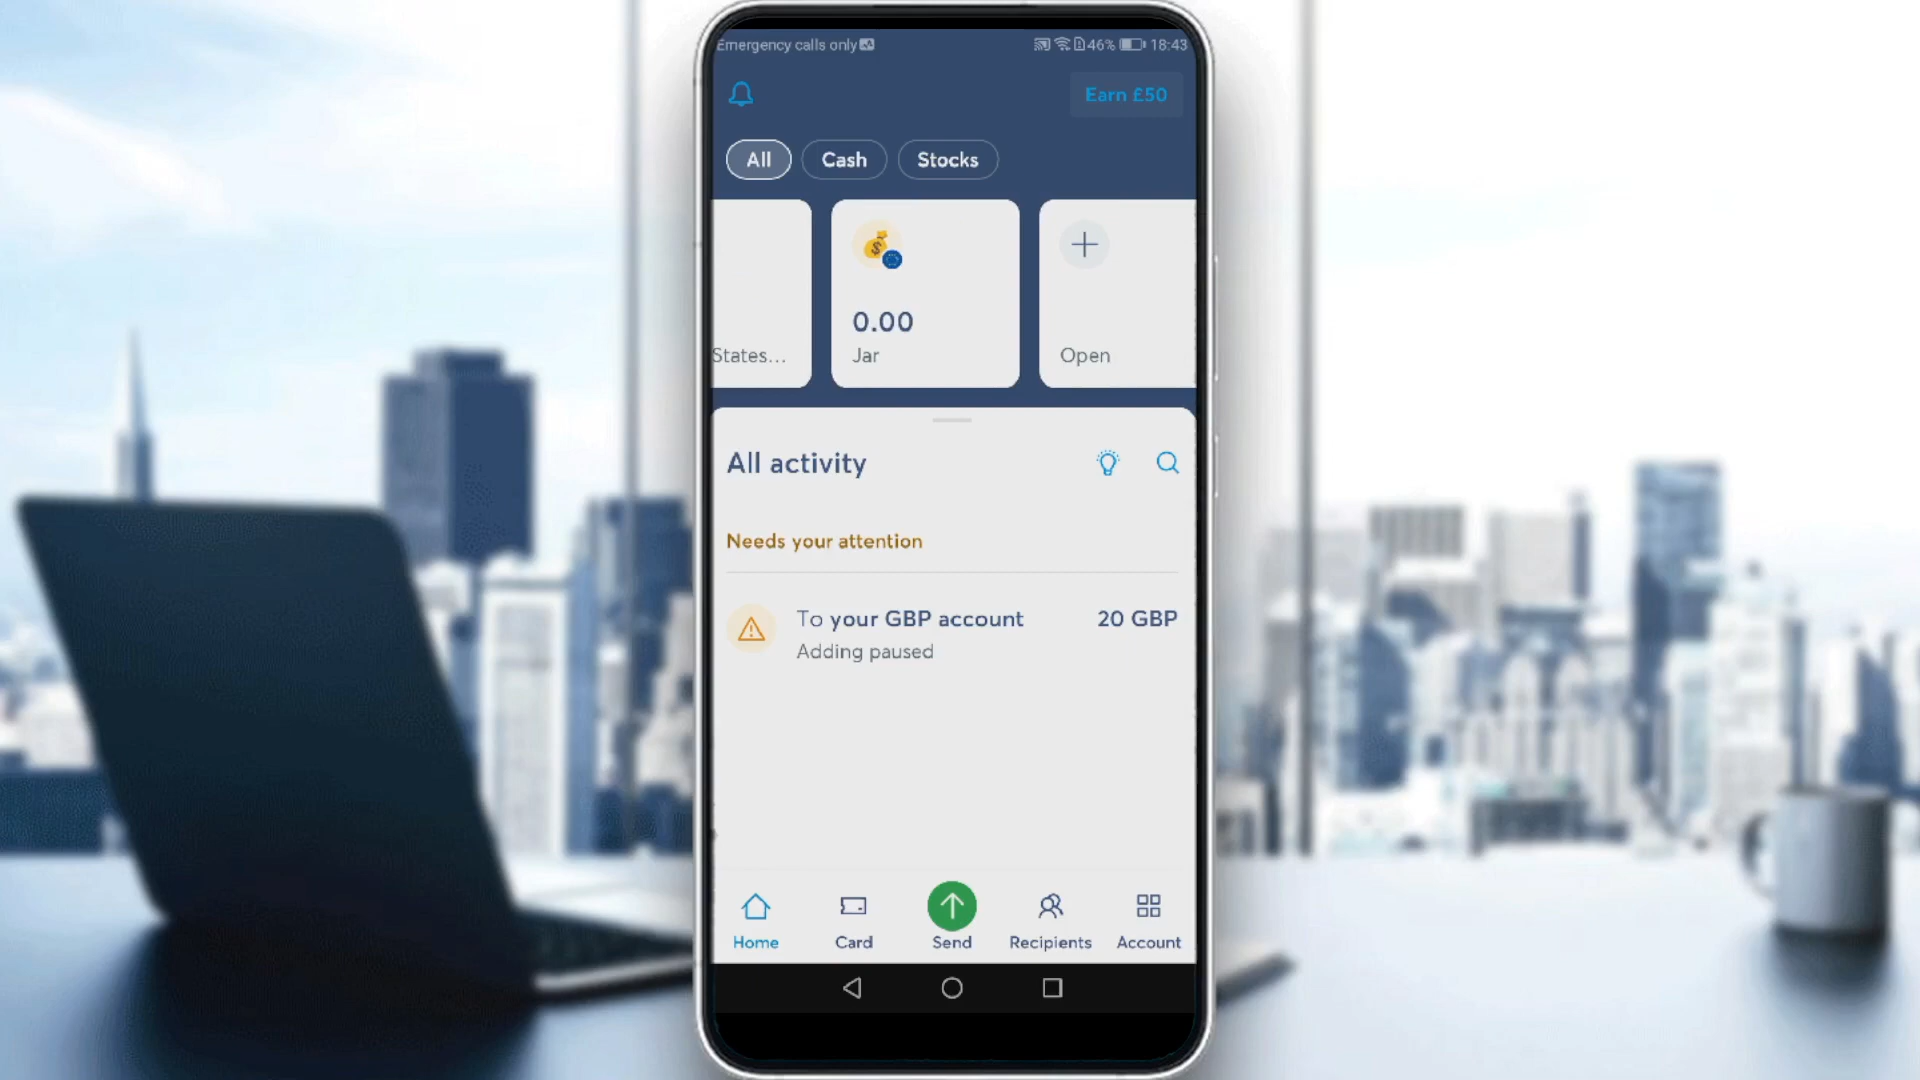 Emergency calls only
46% 18:43
Earn £50
All Cash Stocks
0.00
States...
Jar
Open
All activity
Needs your attention
To your GBP account 20 GBP
Adding paused
Home Card Send Recipients Account